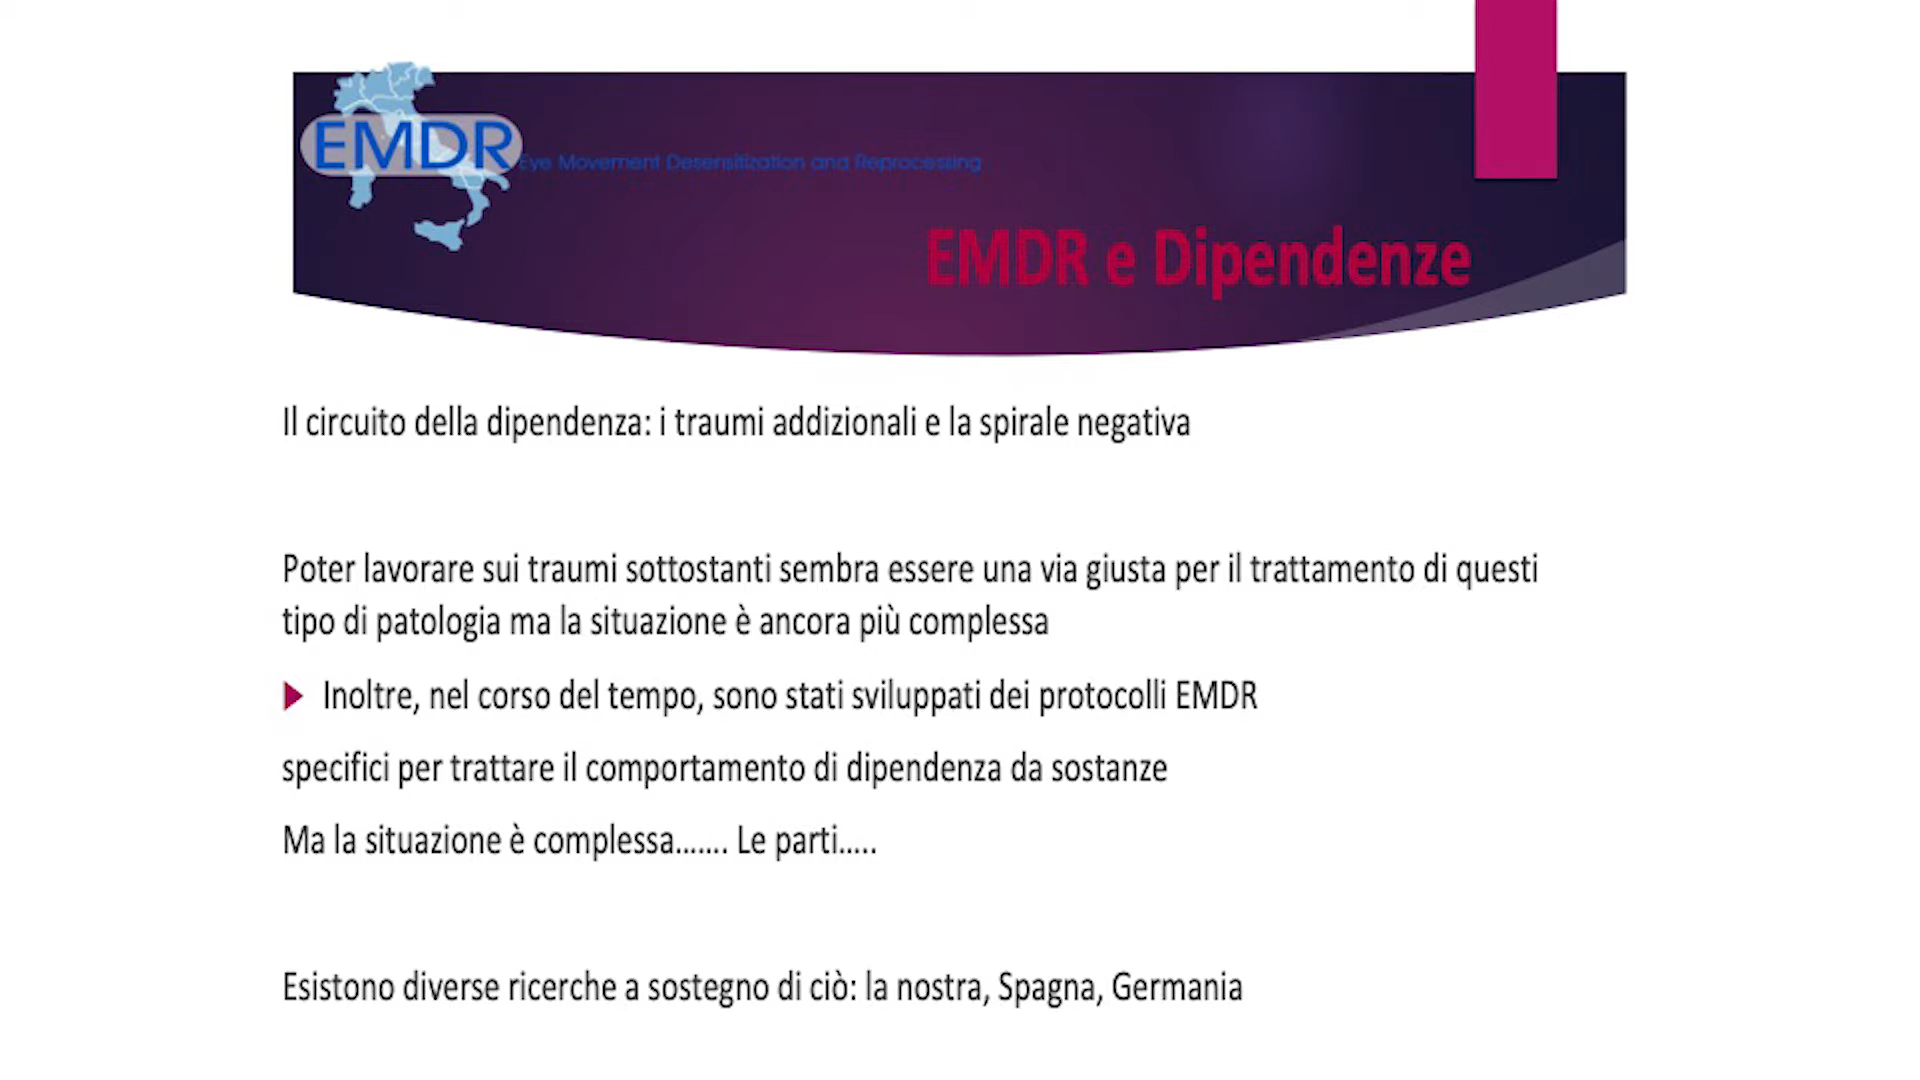 EMDR
Eye Movement Desensitization and Reprocessing
EMDR e Dipendenze
Il circuito della dipendenza: i traumi addizionali e la spirale negativa
Poter lavorare sui traumi sottostanti sembra essere una via giusta per il trattamento di questi
tipo di patologia ma la situazione è ancora più complessa
Inoltre, nel corso del tempo, sono stati sviluppati dei protocolli EMDR
specifici per trattare il comportamento di dipendenza da sostanze
Ma la situazione è complessa……. Le parti…..
Esistono diverse ricerche a sostegno di ciò: la nostra, Spagna, Germania